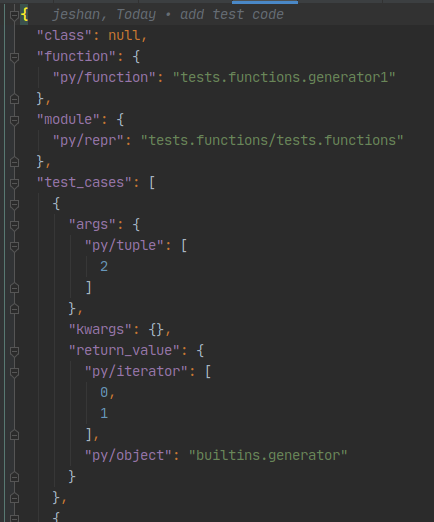 {    jeshan, Today • add test code
  "class": null,
  "function": {
    "py/function": "tests.functions.generator1"
  },
  "module": {
    "py/repr": "tests.functions/tests.functions"
  },
  "test_cases": [
    {
      "args": {
        "py/tuple": [
          2
        ]
      },
      "kwargs": {},
      "return_value": {
        "py/iterator": [
          0,
          1
        ],
        "py/object": "builtins.generator"
      }
    },
    {